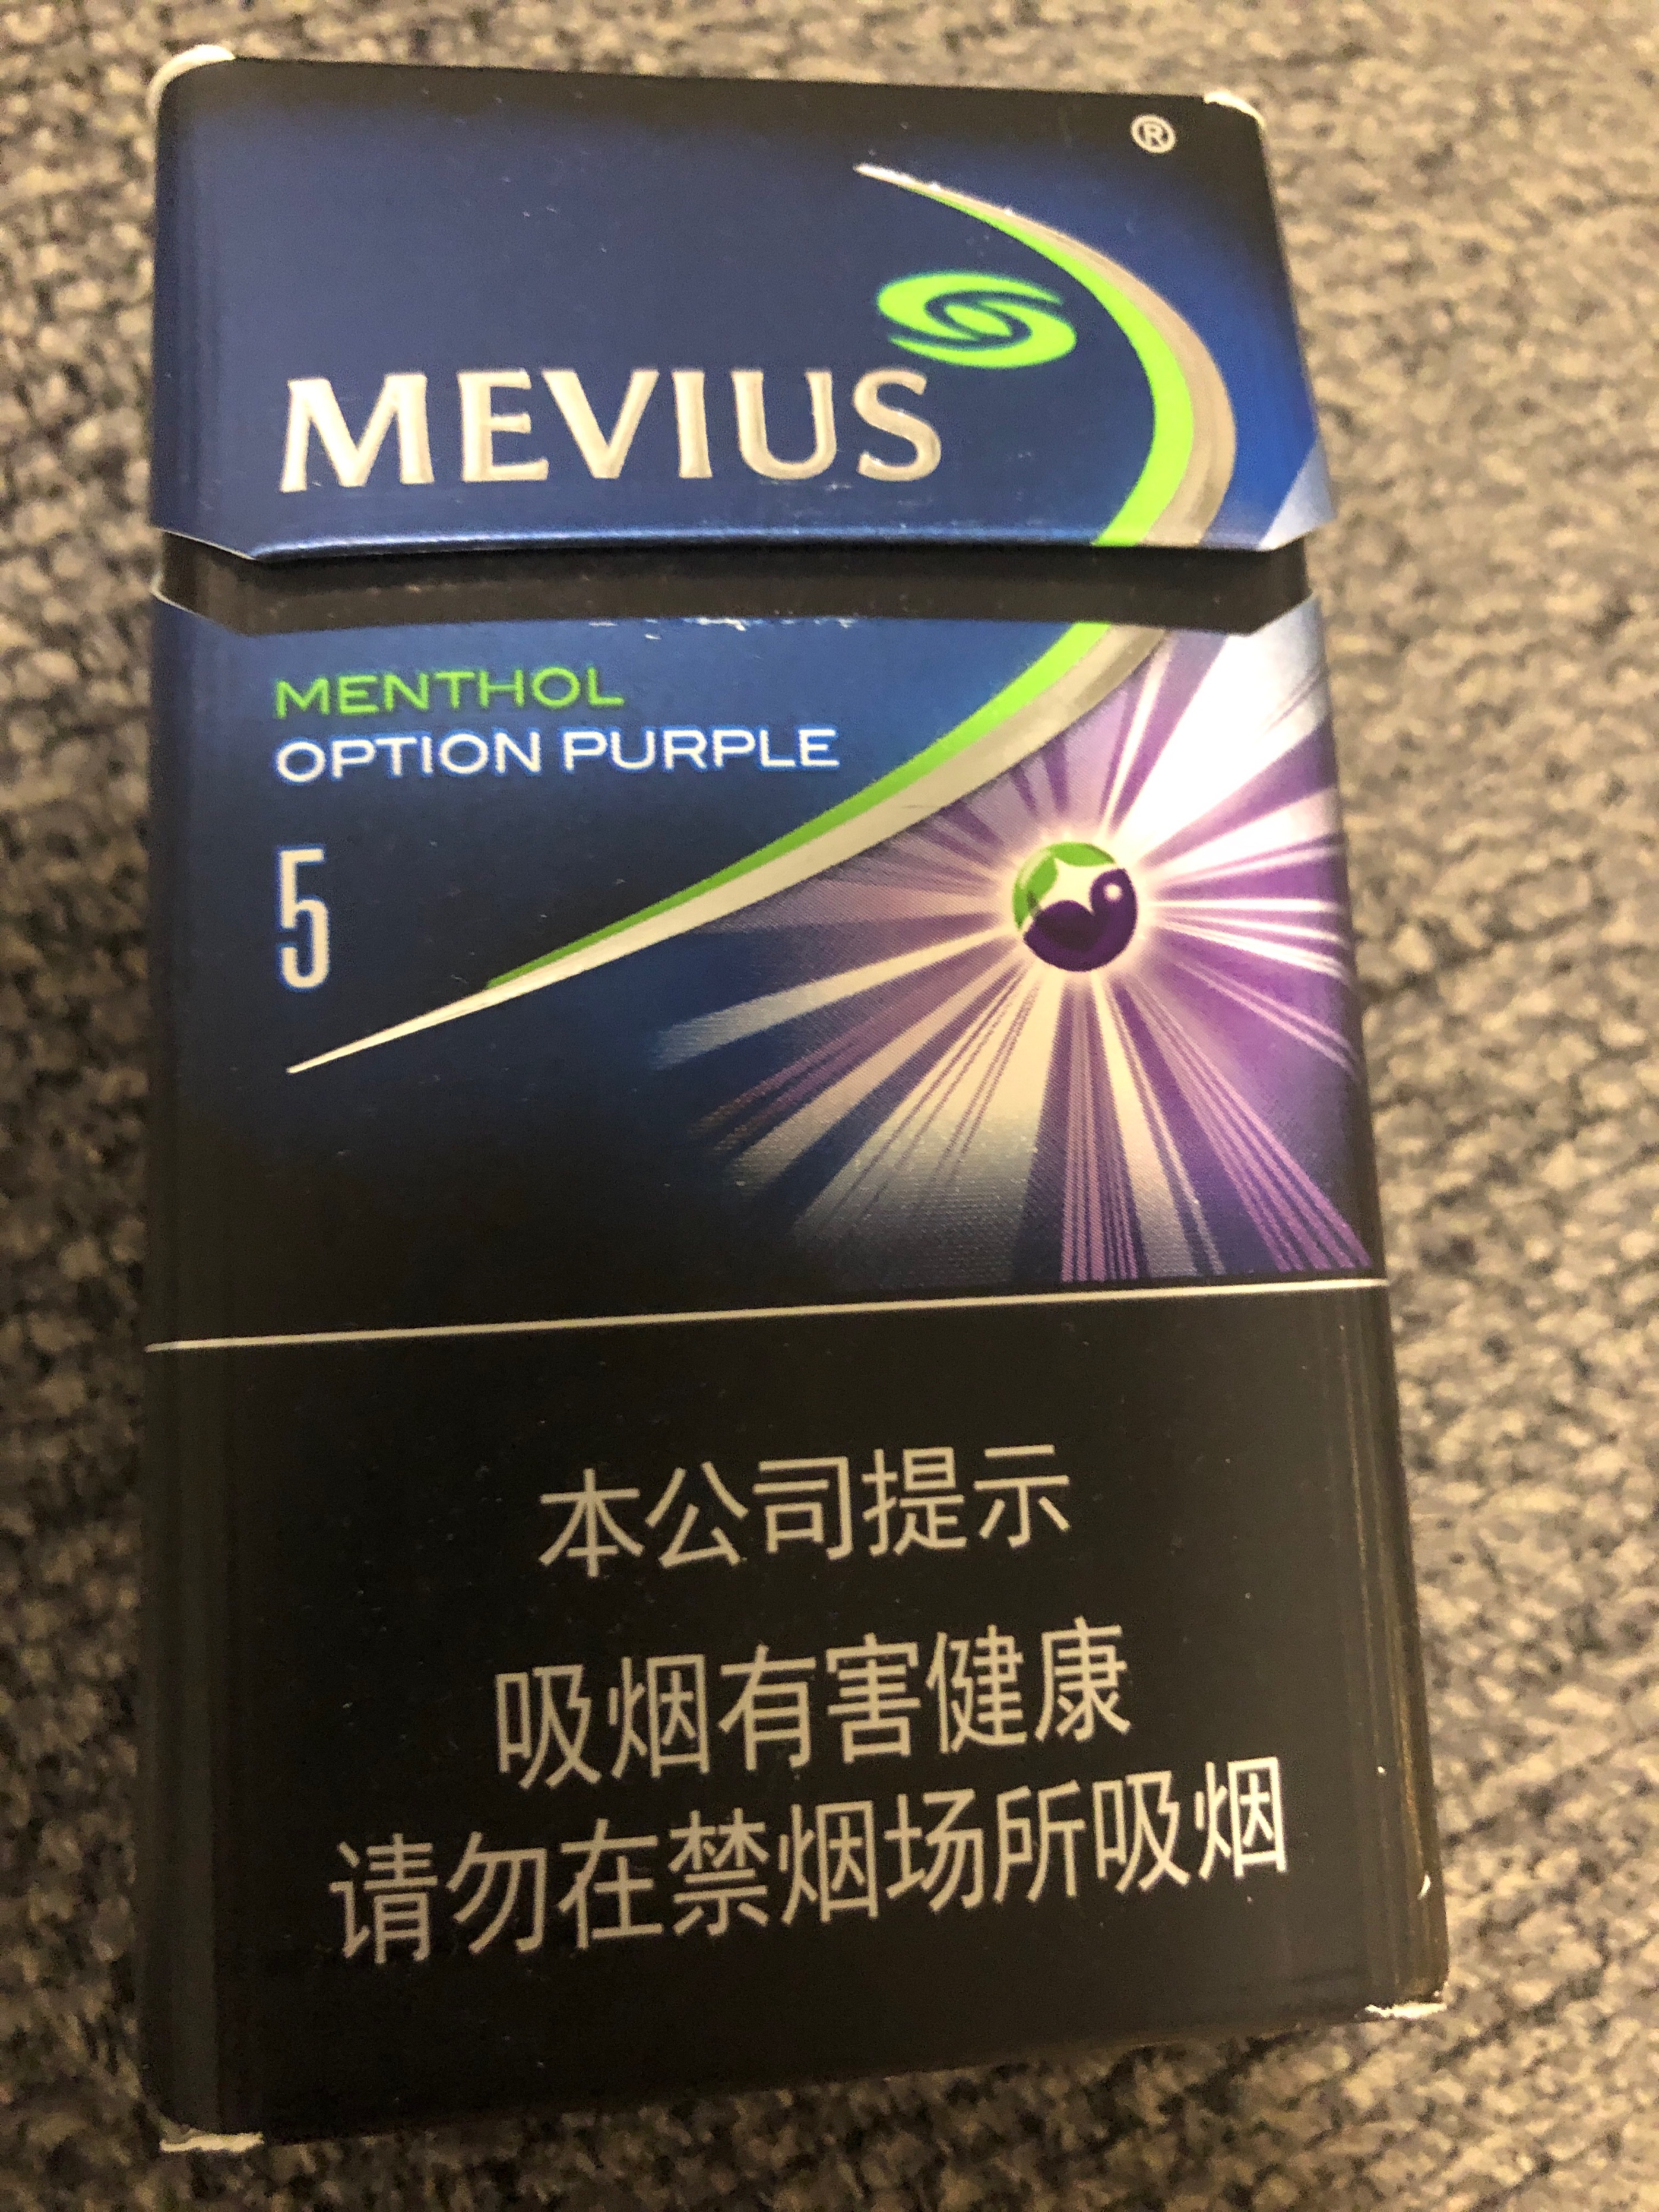 ®
MEVIUS
MENTHOL
OPTION PURPLE
5
本公司提示
吸烟有害健康
请勿在禁烟场所吸烟